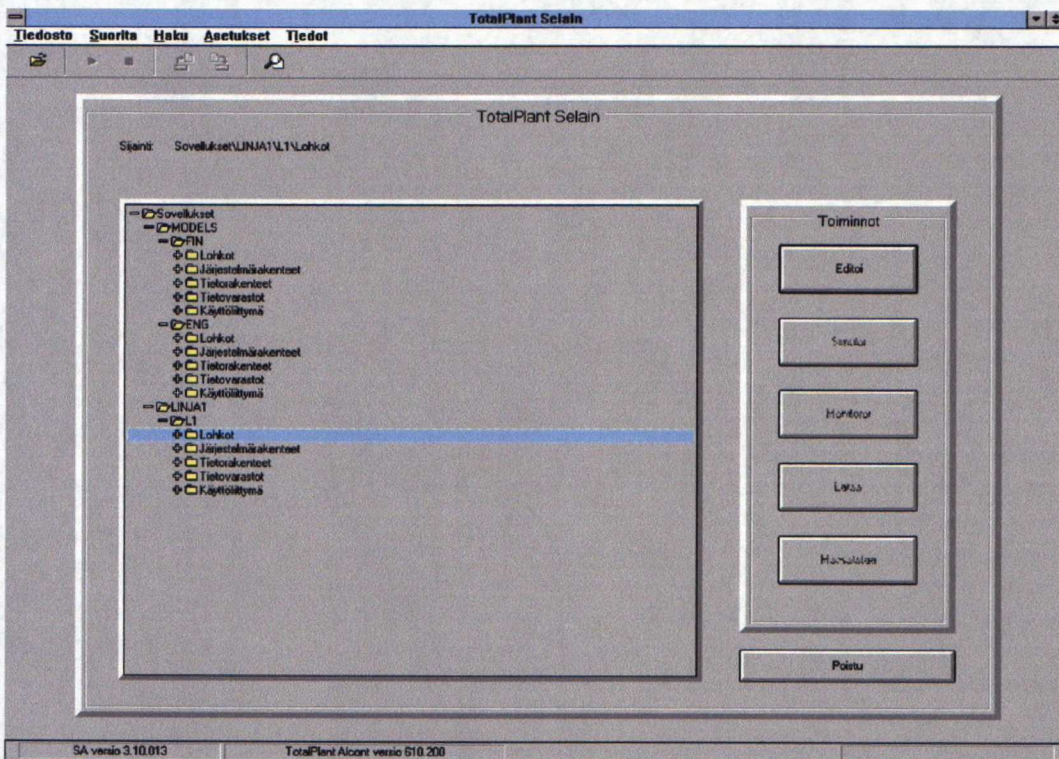 TotalPlant Selain
Tiedosto Suorita Haku Asetukset Tiedot
TotalPlant Selain
Sijainti: Sovellukset\LINJA1\L1\Lohkot
Sovellukset
MODELS
FIN
Lohkot
Järjestelmärakenteet
Tietorakenteet
Tietovarastot
Käyttöliittymä
ENG
Lohkot
Järjestelmärakenteet
Tietorakenteet
Tietovarastot
Käyttöliittymä
LINJA1
L1
Lohkot
Järjestelmärakenteet
Tietorakenteet
Tietovarastot
Käyttöliittymä
Toiminnot
Editoi
Monitoroi
Lataa
Poistu
SA versio 3.10.013 TotalPlant Alcont versio 610.200